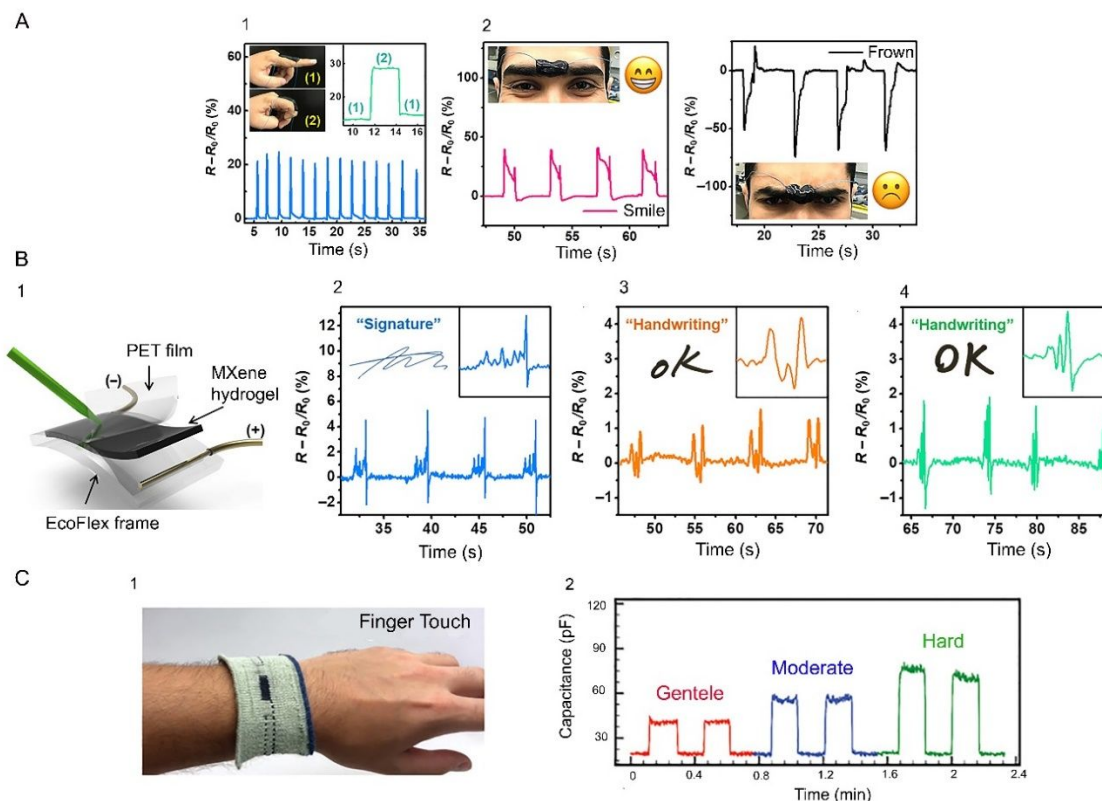 A
1
60
50
40
30
20
10
0
R – R₀/R₀ (%)
(1)
(2)
30
20
(1)
(2)
(1)
10 12 14 16
5 10 15 20 25 30 35
Time (s)
2
100
50
0
R – R₀/R₀ (%)
Smile
50 55 60
Time (s)
0
–50
–100
R – R₀/R₀ (%)
Frown
20 25 30
Time (s)
B
1
PET film
(–)
MXene
hydrogel
(+)
EcoFlex frame
2
12
10
8
6
4
2
0
–2
R – R₀/R₀ (%)
"Signature"
35 40 45 50
Time (s)
3
4
3
2
1
0
–1
R – R₀/R₀ (%)
"Handwriting"
oK
50 55 60 65 70
Time (s)
4
4
3
2
1
0
–1
R – R₀/R₀ (%)
"Handwriting"
OK
65 70 75 80 85
Time (s)
C
1
Finger Touch
2
120
90
60
30
Capacitance (pF)
Gentele
Moderate
Hard
0 0.4 0.8 1.2 1.6 2 2.4
Time (min)